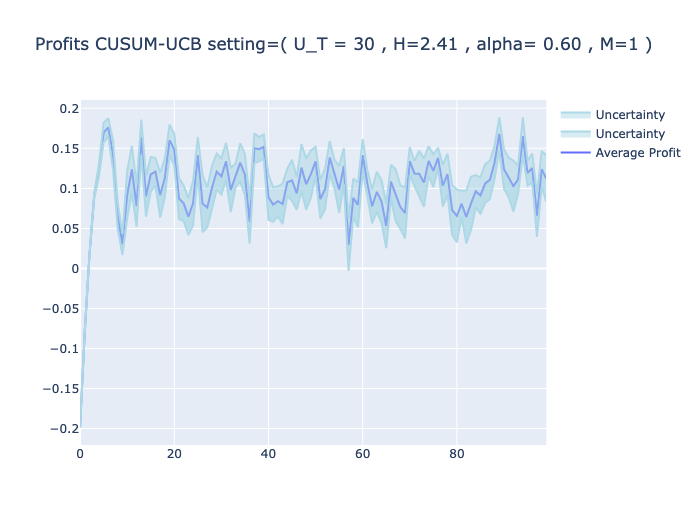 Profits CUSUM-UCB setting=( U_T = 30 , H=2.41 , alpha= 0.60 , M=1 )
0.2
0.15
0.1
0.05
0
−0.05
−0.1
−0.15
−0.2
0 20 40 60 80
Uncertainty
Uncertainty
Average Profit